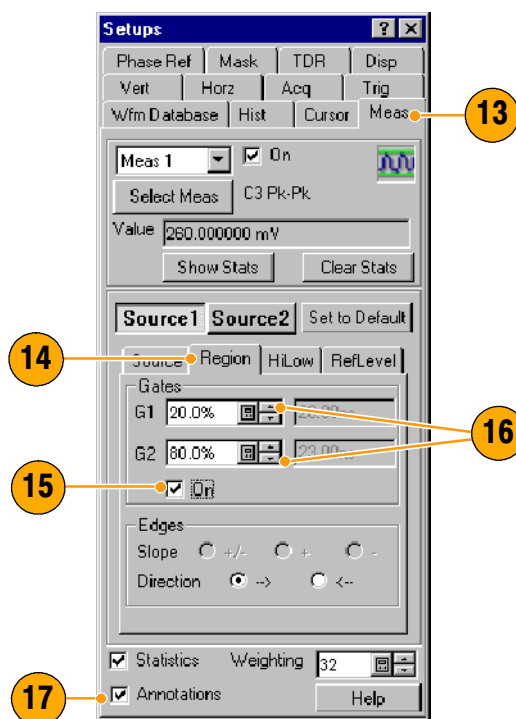 Setups
Phase Ref Mask TDR Disp
Vert Horz Acq Trig
Wfm Database Hist Cursor Meas
13
Meas 1 On
Select Meas C3 Pk-Pk
Value 260.000000 mV
Show Stats Clear Stats
Source1 Source2 Set to Default
14
Source Region HiLow RefLevel
Gates
G1 20.0%
16
G2 80.0% 23.00ns
15
On
Edges
Slope +/- + -
Direction --> <--
Statistics Weighting 32
17
Annotations Help